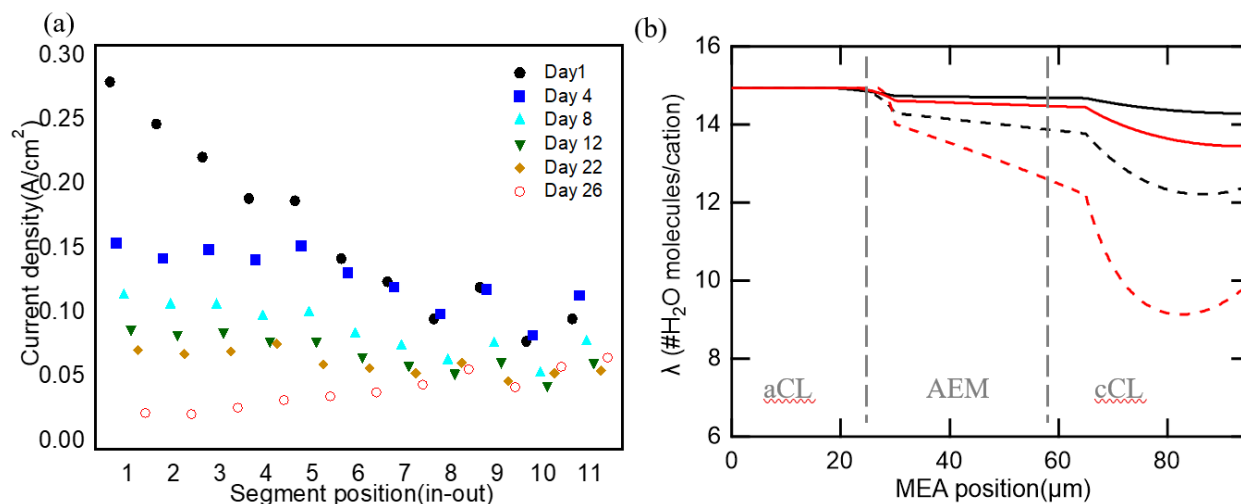 (a)
0.30
0.25
0.20
0.15
0.10
0.05
0.00
Current density(A/cm²)
Day1
Day 4
Day 8
Day 12
Day 22
Day 26
1 2 3 4 5 6 7 8 9 10 11
Segment position(in-out)
(b)
16
14
12
10
8
6
λ (#H₂O molecules/cation)
aCL AEM cCL
0 20 40 60 80
MEA position(μm)